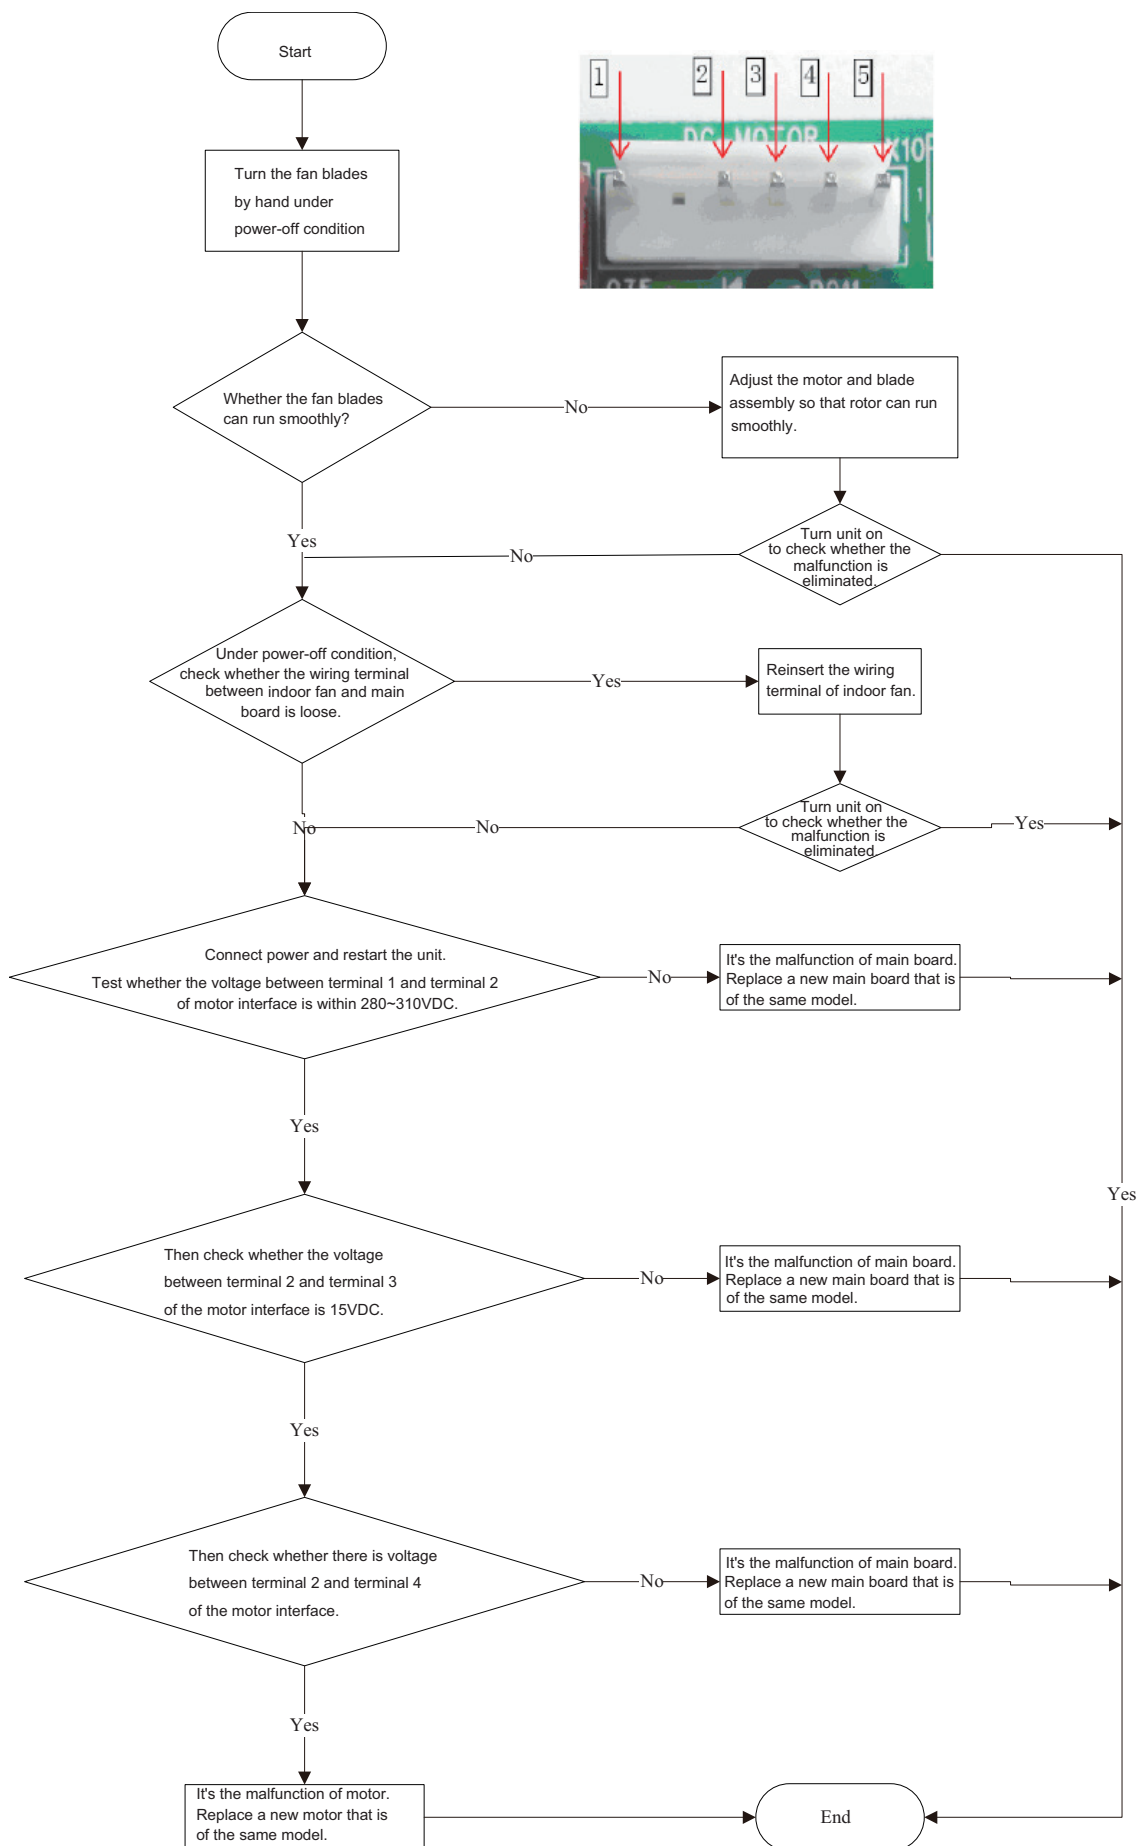 Start
1
2
3
4
5
DC-MOTOR
1
Turn the fan blades
by hand under
power-off condition
Whether the fan blades
can run smoothly?
No
Adjust the motor and blade
assembly so that rotor can run
smoothly.
Yes
No
Turn unit on
to check whether the
malfunction is
eliminated.
Under power-off condition,
check whether the wiring terminal
between indoor fan and main
board is loose.
Yes
Reinsert the wiring
terminal of indoor fan.
No
No
Turn unit on
to check whether the
malfunction is
eliminated.
Yes
Connect power and restart the unit.
Test whether the voltage between terminal 1 and terminal 2
of motor interface is within 280~310VDC.
No
It's the malfunction of main board.
Replace a new main board that is
of the same model.
Yes
Yes
Then check whether the voltage
between terminal 2 and terminal 3
of the motor interface is 15VDC.
No
It's the malfunction of main board.
Replace a new main board that is
of the same model.
Yes
Then check whether there is voltage
between terminal 2 and terminal 4
of the motor interface.
No
It's the malfunction of main board.
Replace a new main board that is
of the same model.
Yes
It's the malfunction of motor.
Replace a new motor that is
of the same model.
End